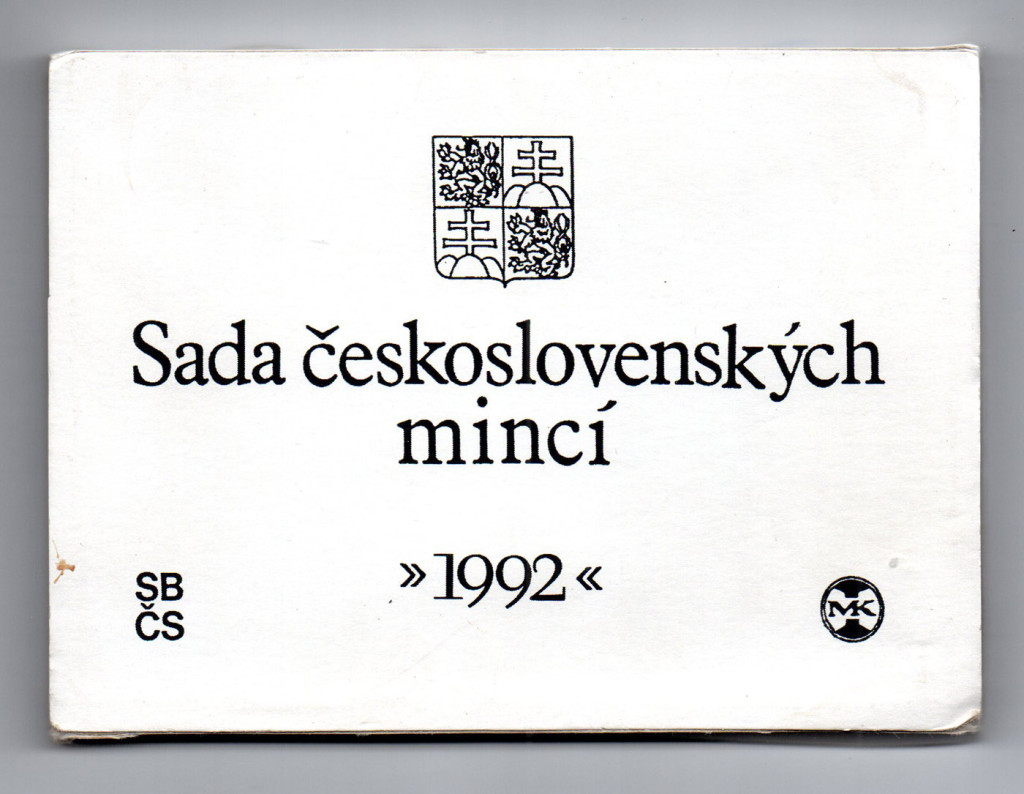 Sada československých
mincí
»1992«
SB
ČS
MK